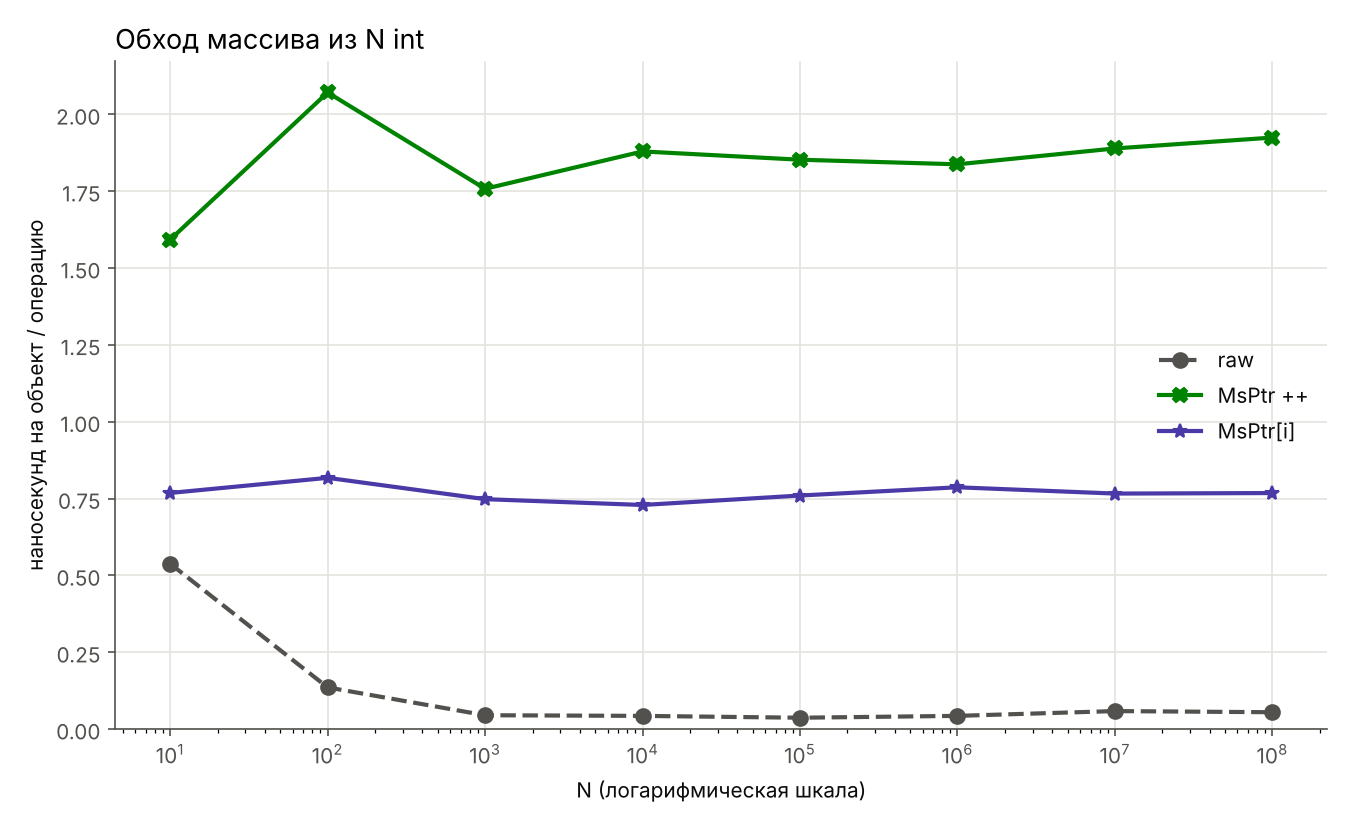 Обход массива из N int
наносекунд на объект / операцию
2.00
1.75
1.50
1.25
1.00
0.75
0.50
0.25
0.00
raw
MsPtr ++
MsPtr[i]
10¹ 10² 10³ 10⁴ 10⁵ 10⁶ 10⁷ 10⁸
N (логарифмическая шкала)